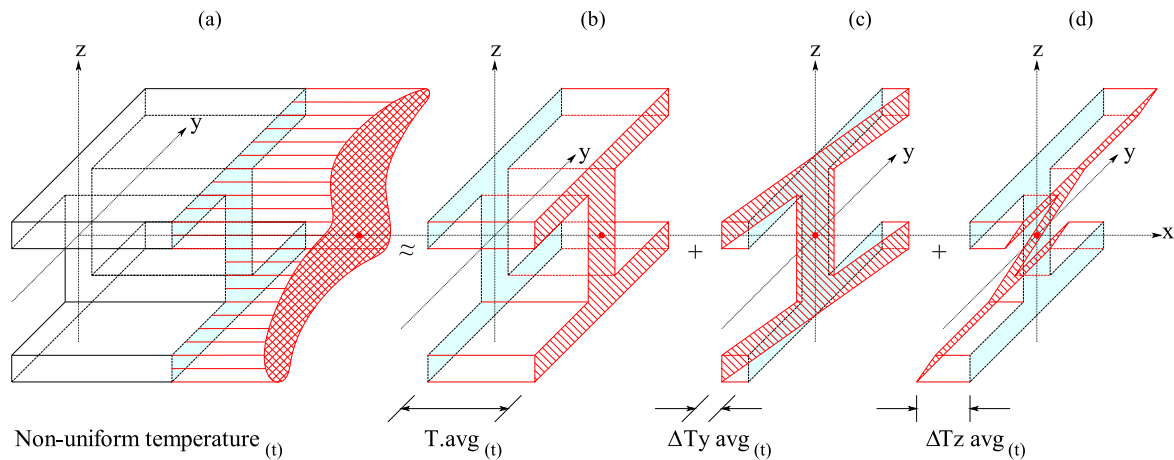 (a) (b) (c) (d)
z z z z
y y y y
x
≈ + +
Non-uniform temperature (t) T.avg (t) ΔTy avg (t) ΔTz avg (t)